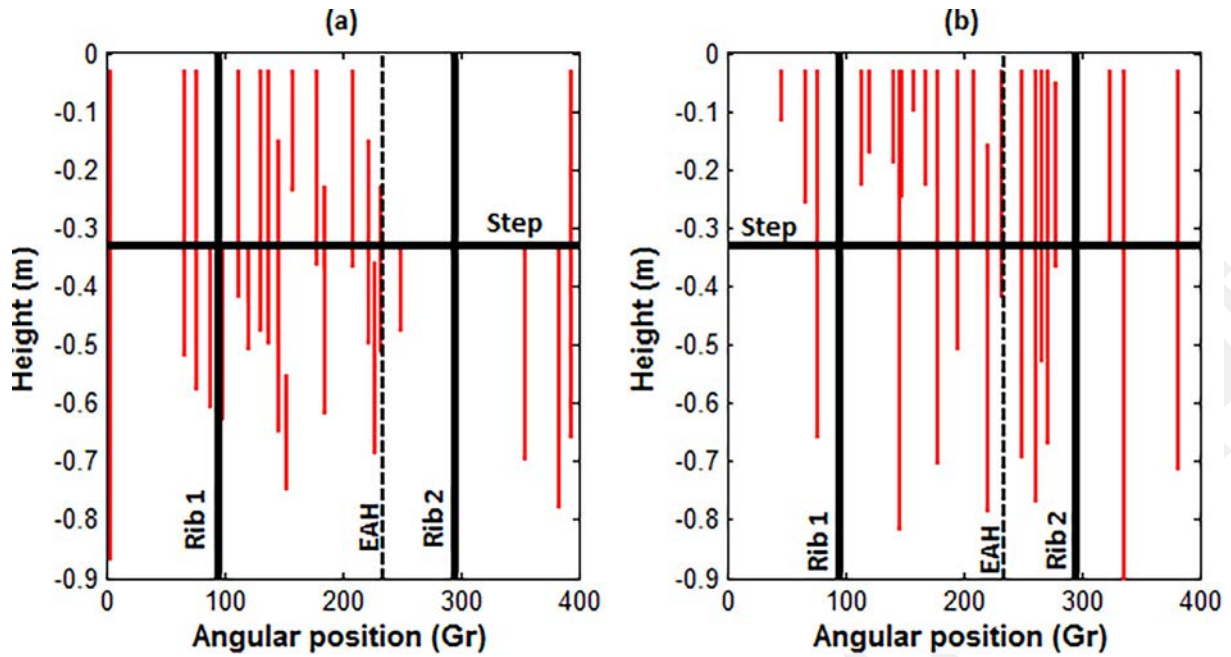 (a)
0
-0.1
-0.2
-0.3
-0.4
-0.5
-0.6
-0.7
-0.8
-0.9
Height (m)
Step
Rib 1
EAH
Rib 2
0 100 200 300 400
Angular position (Gr)
(b)
0
-0.1
-0.2
-0.3
-0.4
-0.5
-0.6
-0.7
-0.8
-0.9
Height (m)
Step
Rib 1
EAH
Rib 2
0 100 200 300 400
Angular position (Gr)